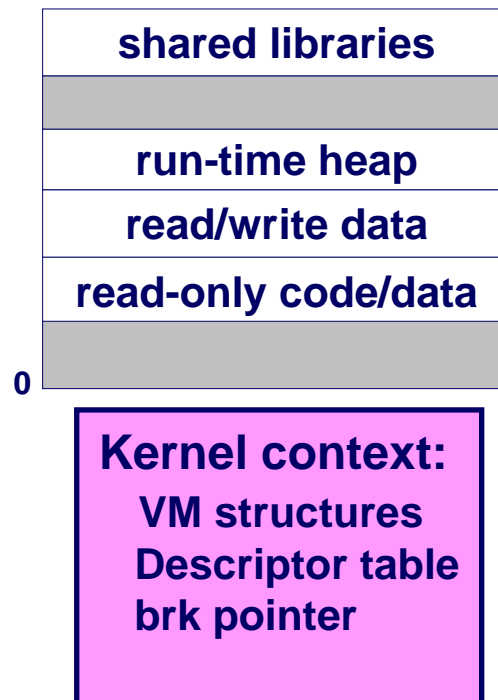 shared libraries
run-time heap
read/write data
read-only code/data
0
Kernel context:
VM structures
Descriptor table
brk pointer